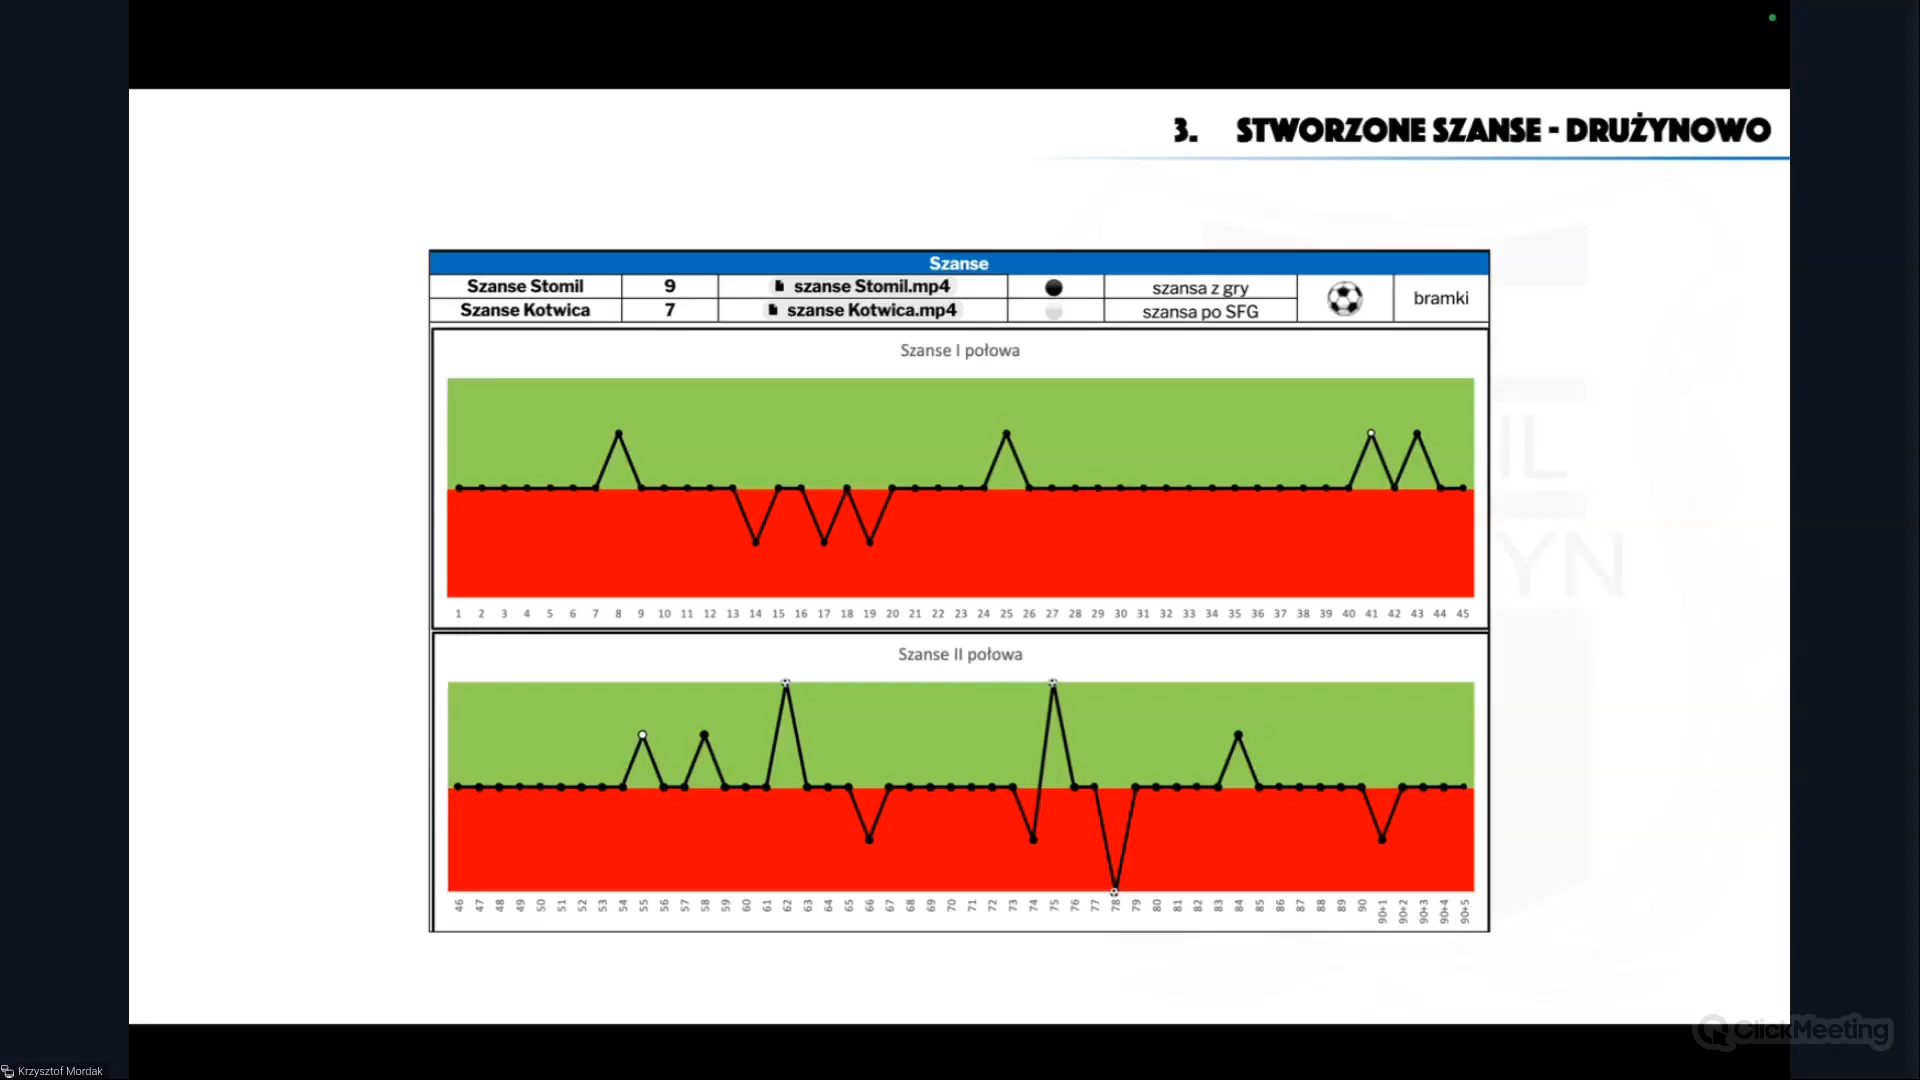 3. STWORZONE SZANSE - DRUŻYNOWO
Szanse
Szanse Stomil 9 szanse Stomil.mp4 szansa z gry
bramki
Szanse Kotwica 7 szanse Kotwica.mp4 szansa po SFG
Szanse I połowa
IL
YN
1 2 3 4 5 6 7 8 9 10 11 12 13 14 15 16 17 18 19 20 21 22 23 24 25 26 27 28 29 30 31 32 33 34 35 36 37 38 39 40 41 42 43 44 45
Szanse II połowa
46 47 48 49 50 51 52 53 54 55 56 57 58 59 60 61 62 63 64 65 66 67 68 69 70 71 72 73 74 75 76 77 78 79 80 81 82 83 84 85 86 87 88 89 90 90+1 90+2 90+3 90+4 90+5
ClickMeeting
Krzysztof Mordak